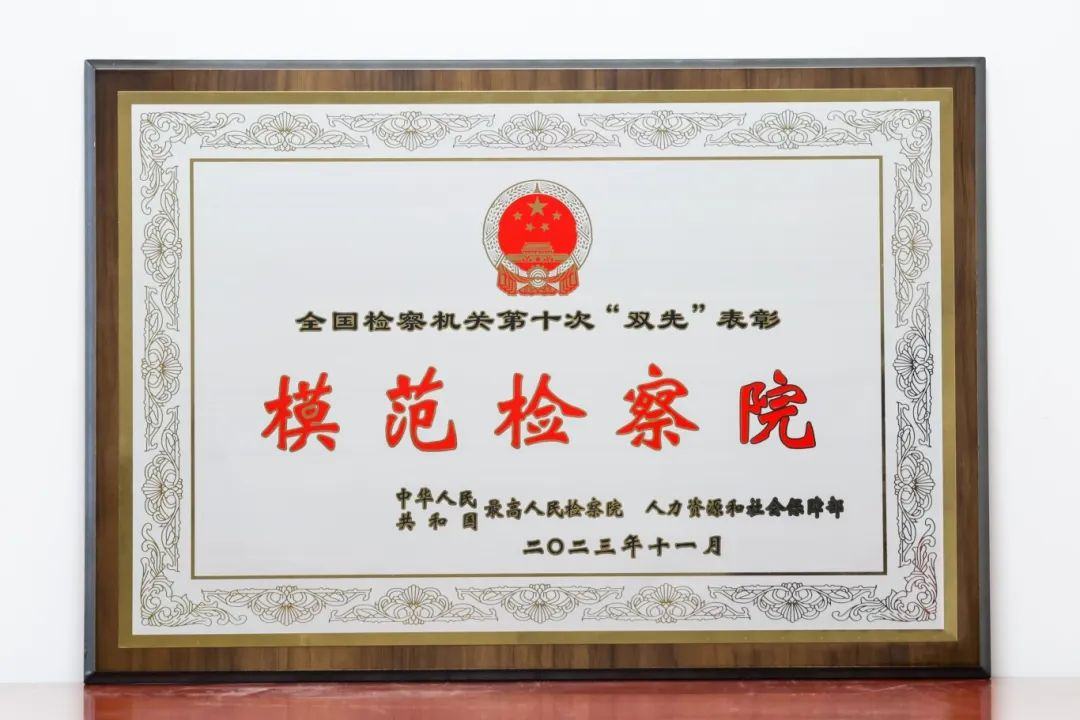 全国检察机关第十次“双先”表彰
模范检察院
中华人民
共和国
最高人民检察院 人力资源和社会保障部
二〇二三年十一月